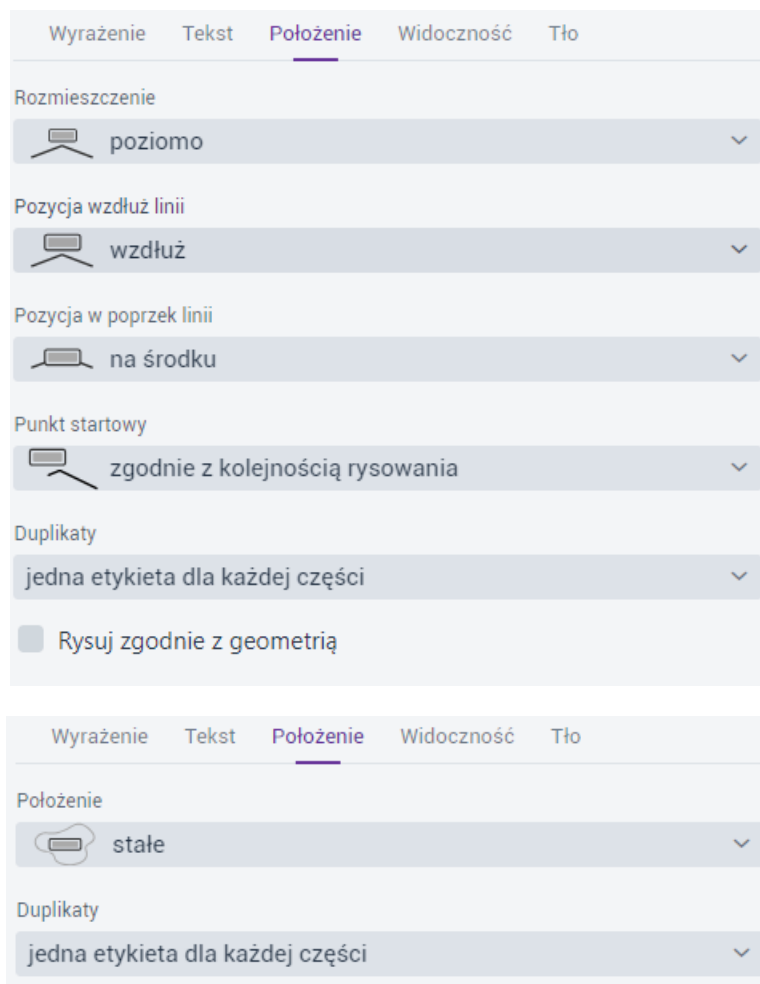 Wyrażenie Tekst Położenie Widoczność Tło
Rozmieszczenie
poziomo
Pozycja wzdłuż linii
wzdłuż
Pozycja w poprzek linii
na środku
Punkt startowy
zgodnie z kolejnością rysowania
Duplikaty
jedna etykieta dla każdej części
Rysuj zgodnie z geometrią
Wyrażenie Tekst Położenie Widoczność Tło
Położenie
stałe
Duplikaty
jedna etykieta dla każdej części